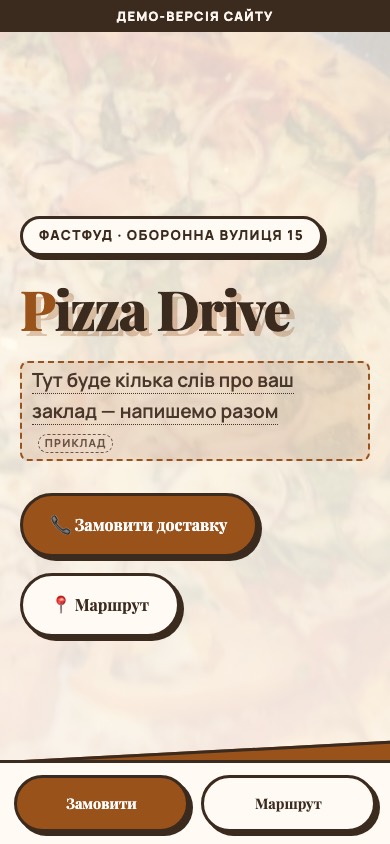 ДЕМО-ВЕРСІЯ САЙТУ
ФАСТФУД · ОБОРОННА ВУЛИЦЯ 15
Pizza Drive
Тут буде кілька слів про ваш
заклад — напишемо разом
ПРИКЛАД
Замовити доставку
Маршрут
Замовити
Маршрут